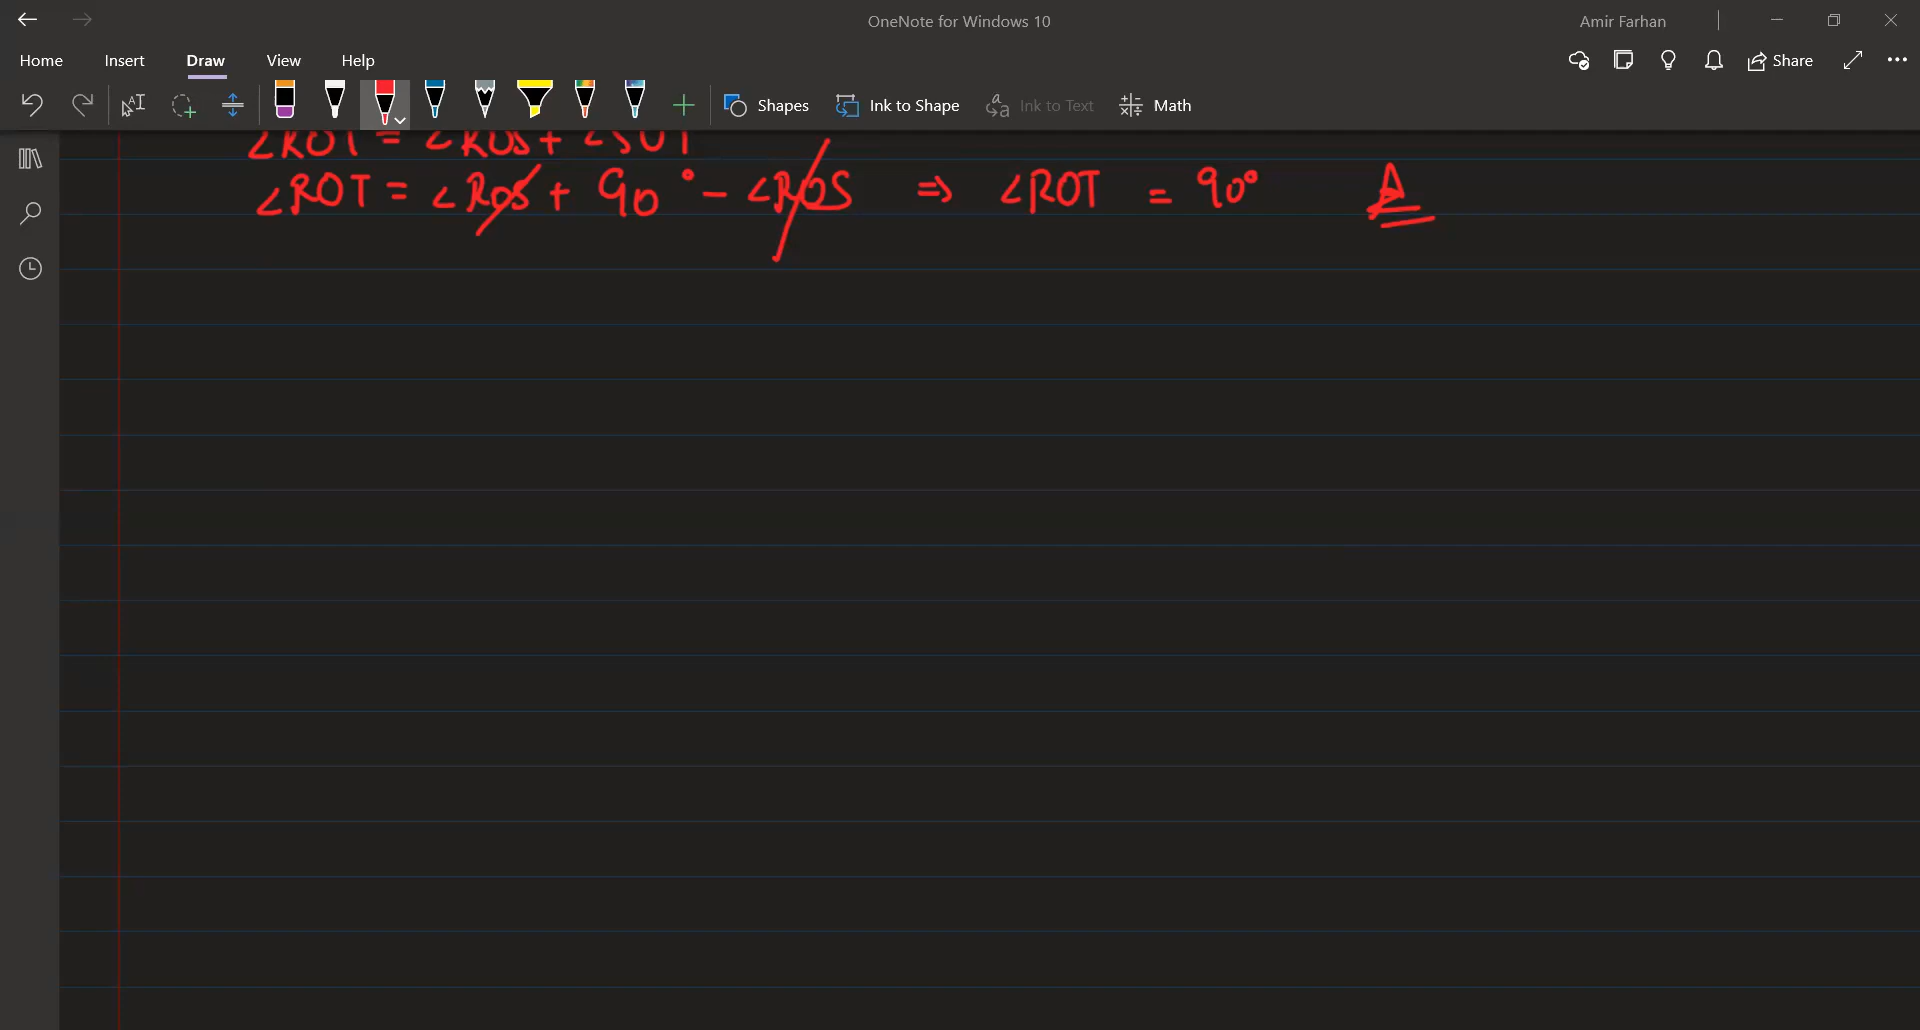 OneNote for Windows 10
Amir Farhan
Home Insert Draw View Help
Share
Shapes Ink to Shape Ink to Text Math
∠ROT = ∠ROS + ∠SOT
∠ROT = ∠ROS + 90° - ∠ROS ⇒ ∠ROT = 90° A